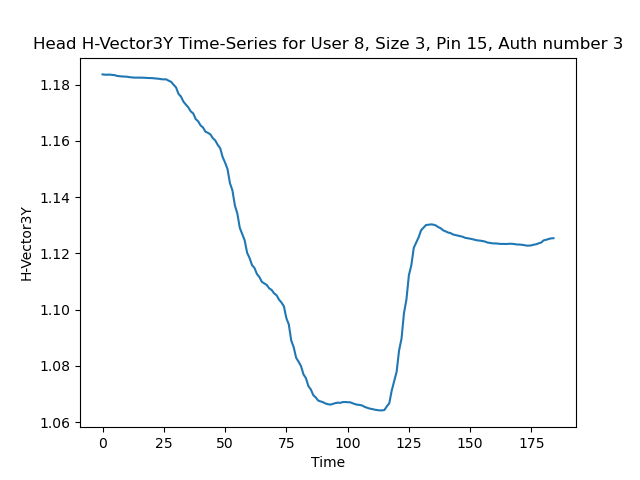 Head H-Vector3Y Time-Series for User 8, Size 3, Pin 15, Auth number 3
H-Vector3Y
1.18
1.16
1.14
1.12
1.10
1.08
1.06
0 25 50 75 100 125 150 175
Time